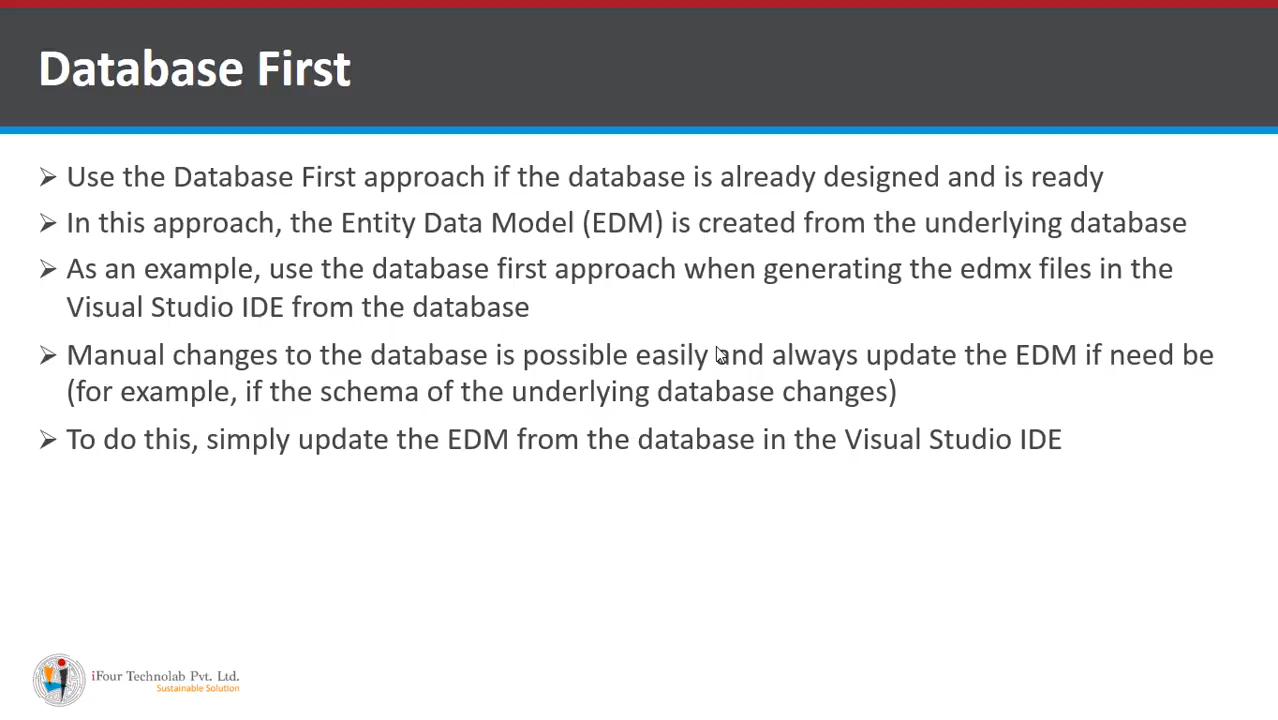 Database First
➢ Use the Database First approach if the database is already designed and is ready
➢ In this approach, the Entity Data Model (EDM) is created from the underlying database
➢ As an example, use the database first approach when generating the edmx files in the
Visual Studio IDE from the database
➢ Manual changes to the database is possible easily and always update the EDM if need be
(for example, if the schema of the underlying database changes)
➢ To do this, simply update the EDM from the database in the Visual Studio IDE
iFour Technolab Pvt. Ltd.
Sustainable Solution